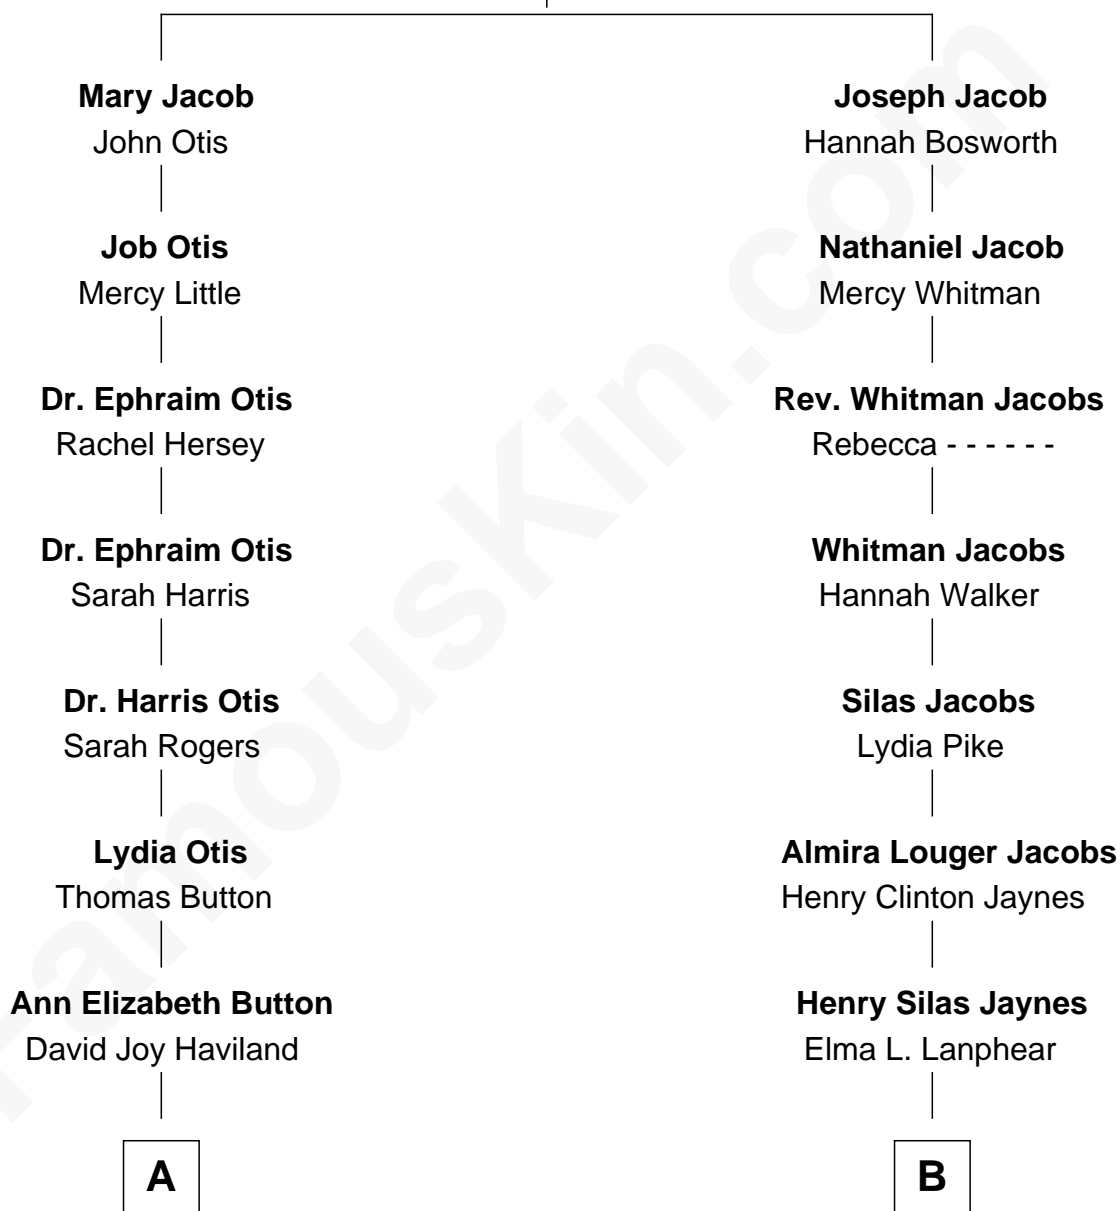 Mary Jacob
John Otis
Joseph Jacob
Hannah Bosworth
Job Otis
Mercy Little
Nathaniel Jacob
Mercy Whitman
Dr. Ephraim Otis
Rachel Hersey
Rev. Whitman Jacobs
Rebecca - - - - - -
Dr. Ephraim Otis
Sarah Harris
Whitman Jacobs
Hannah Walker
Dr. Harris Otis
Sarah Rogers
Silas Jacobs
Lydia Pike
Lydia Otis
Thomas Button
Almira Louger Jacobs
Henry Clinton Jaynes
Ann Elizabeth Button
David Joy Haviland
Henry Silas Jaynes
Elma L. Lanphear
A
B
FamousKin.com